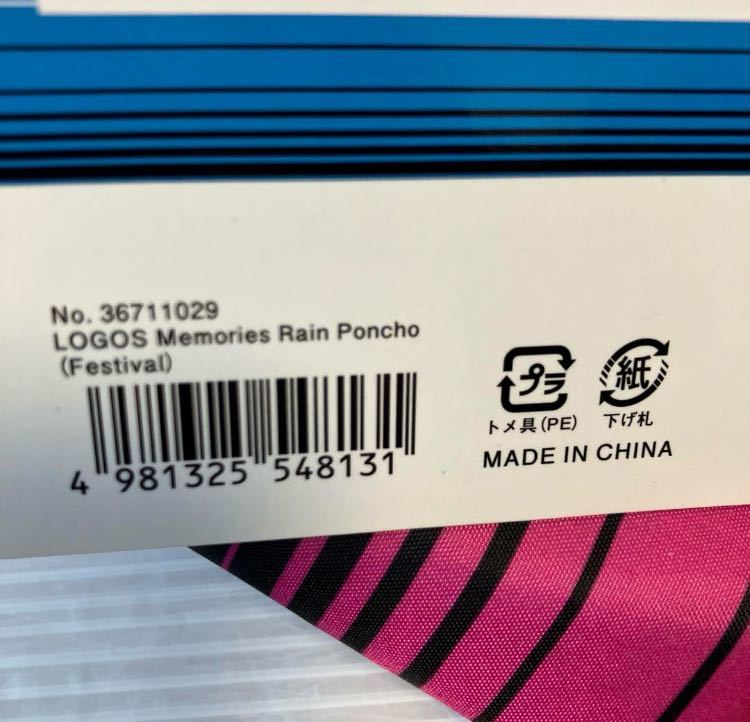 No. 36711029
LOGOS Memories Rain Poncho
(Festival)
4 981325 548131
プラ
トメ具(PE)
紙
下げ札
MADE IN CHINA